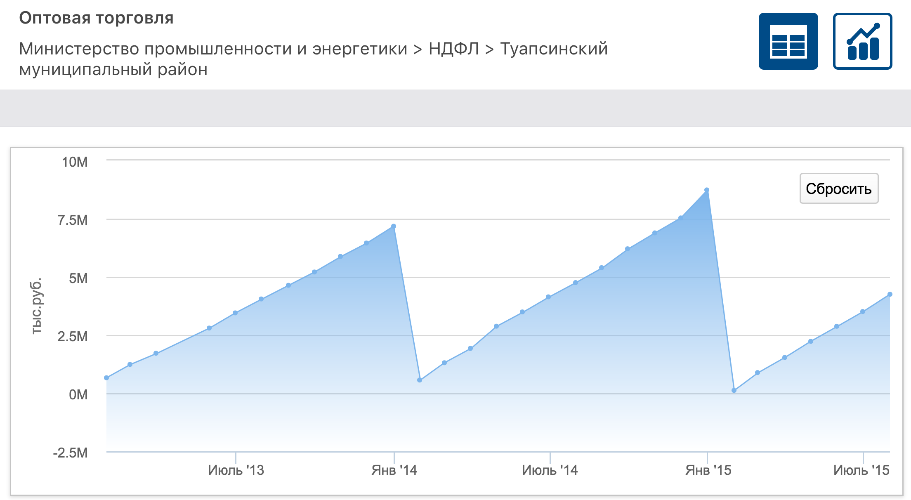 Оптовая торговля
Министерство промышленности и энергетики > НДФЛ > Туапсинский
муниципальный район
10M
Сбросить
7.5M
5M
тыс.руб.
2.5M
0M
-2.5M
Июль '13
Янв '14
Июль '14
Янв '15
Июль '15